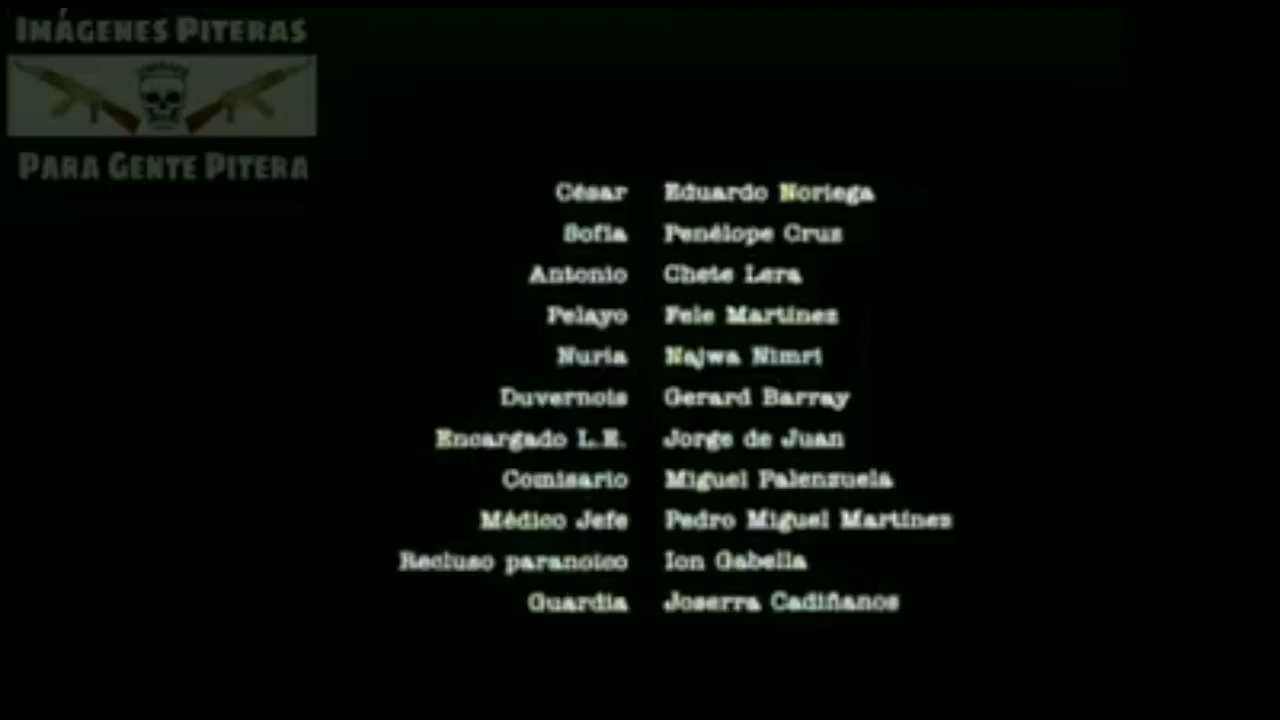 IMÁGENES PITERAS
PARA GENTE PITERA
César Eduardo Noriega
Sofía Penélope Cruz
Antonio Chete Lera
Pelayo Fele Martínez
Nuria Najwa Nimri
Duvernois Gerard Barray
Encargado L.E. Jorge de Juan
Comisario Miguel Palenzuela
Médico Jefe Pedro Miguel Martínez
Recluso paranoico Ion Gabella
Guardia Joserra Cadiñanos